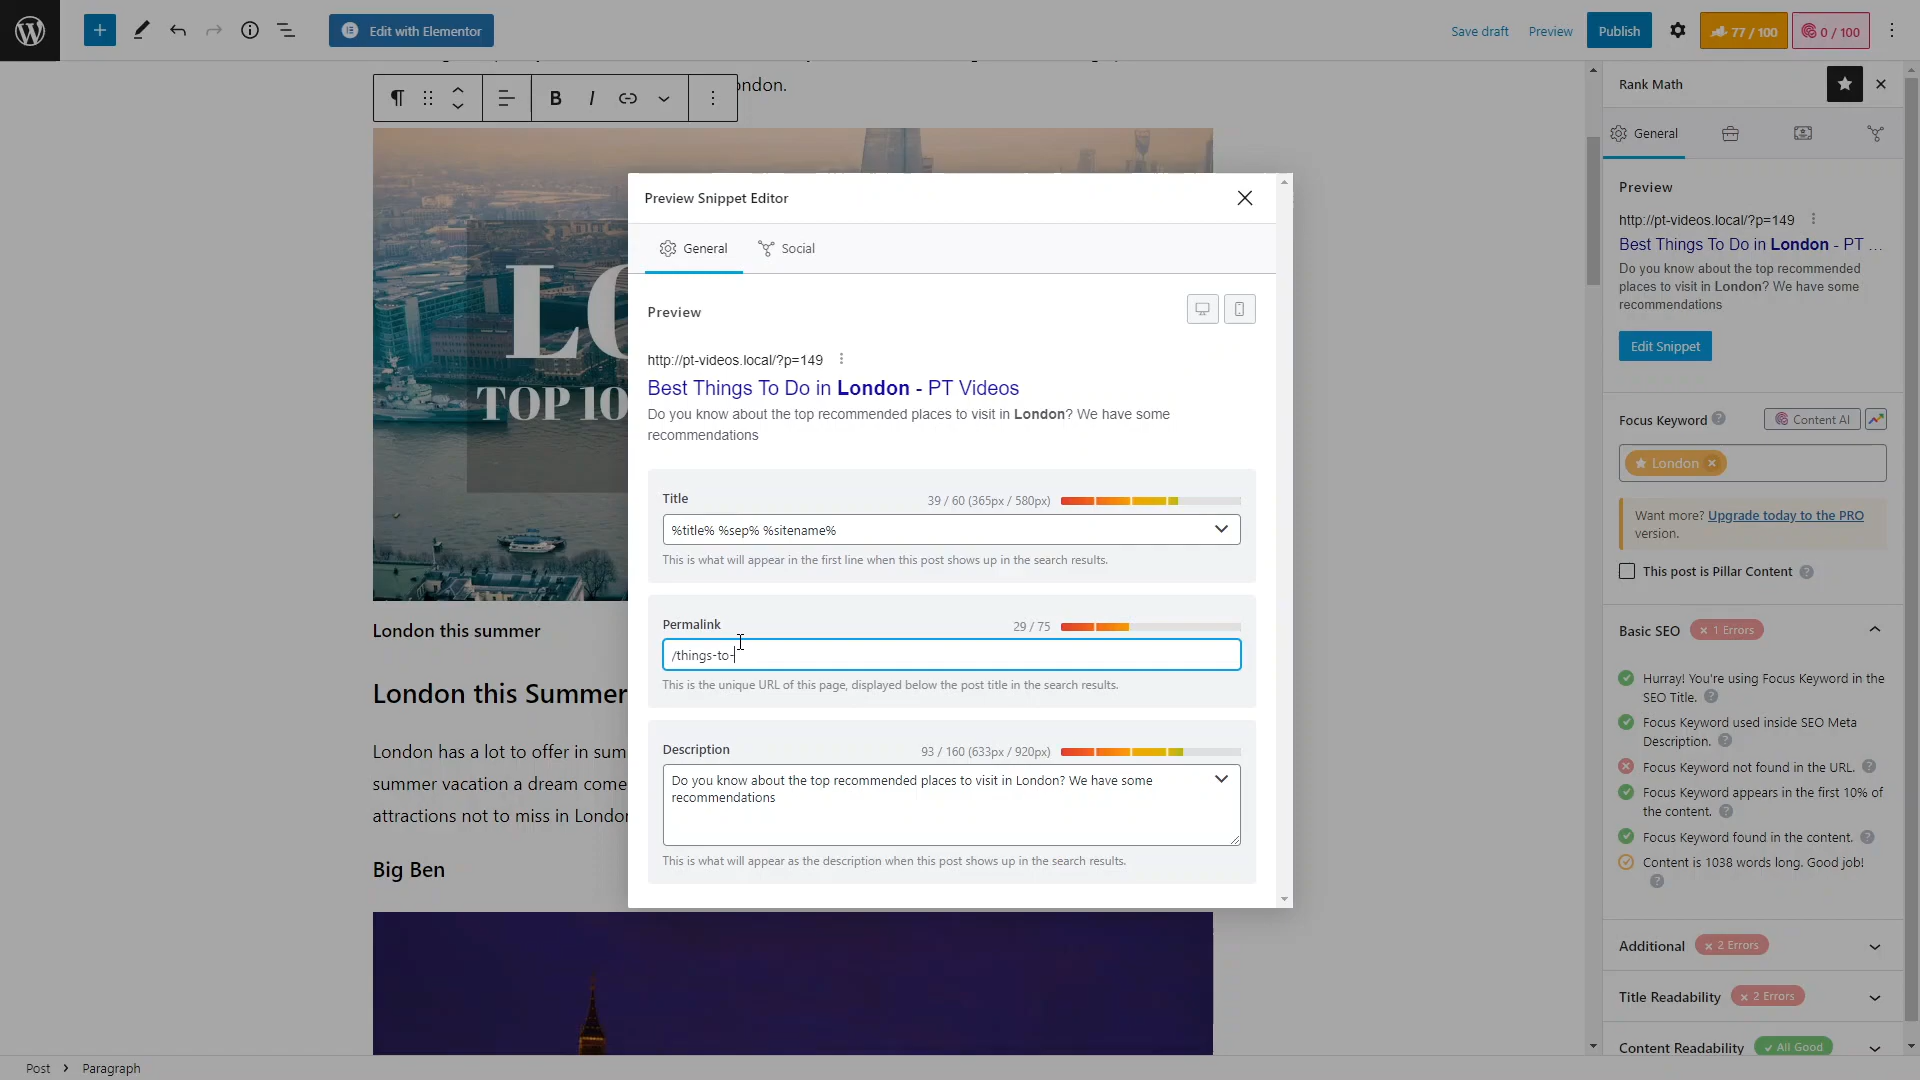 Edit with Elementor
Save draft
Preview
Publish
77 / 100
0 / 100
ondon.
LO
TOP 10
London this summer
London this Summer
London has a lot to offer in sum
summer vacation a dream come
attractions not to miss in London
Big Ben
Preview Snippet Editor
General
Social
Preview
http://pt-videos.local/?p=149
Best Things To Do in London - PT Videos
Do you know about the top recommended places to visit in London? We have some
recommendations
Title
39 / 60 (365px / 580px)
%title% %sep% %sitename%
This is what will appear in the first line when this post shows up in the search results.
Permalink
29 / 75
/things-to-
This is the unique URL of this page, displayed below the post title in the search results.
Description
93 / 160 (633px / 920px)
Do you know about the top recommended places to visit in London? We have some
recommendations
This is what will appear as the description when this post shows up in the search results.
Rank Math
General
Preview
http://pt-videos.local/?p=149
Best Things To Do in London - PT ...
Do you know about the top recommended
places to visit in London? We have some
recommendations
Edit Snippet
Focus Keyword
Content AI
London
Want more? Upgrade today to the PRO
version.
This post is Pillar Content
Basic SEO
× 1 Errors
Hurray! You're using Focus Keyword in the
SEO Title.
Focus Keyword used inside SEO Meta
Description.
Focus Keyword not found in the URL.
Focus Keyword appears in the first 10% of
the content.
Focus Keyword found in the content.
Content is 1038 words long. Good job!
Additional
× 2 Errors
Title Readability
× 2 Errors
Content Readability
✓ All Good
Post
Paragraph